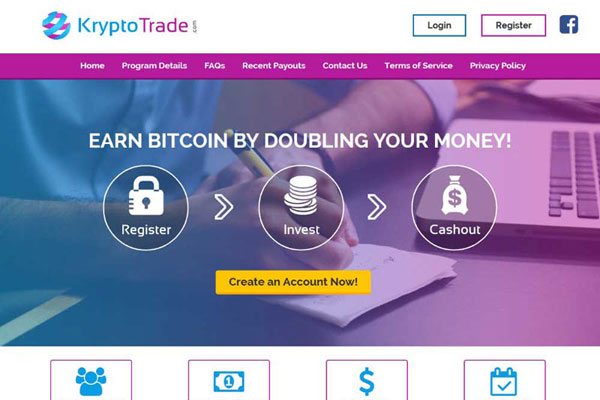 KryptoTrade.com
Login
Register
Home Program Details FAQs Recent Payouts Contact Us Terms of Service Privacy Policy
EARN BITCOIN BY DOUBLING YOUR MONEY!
Register Invest Cashout
Create an Account Now!